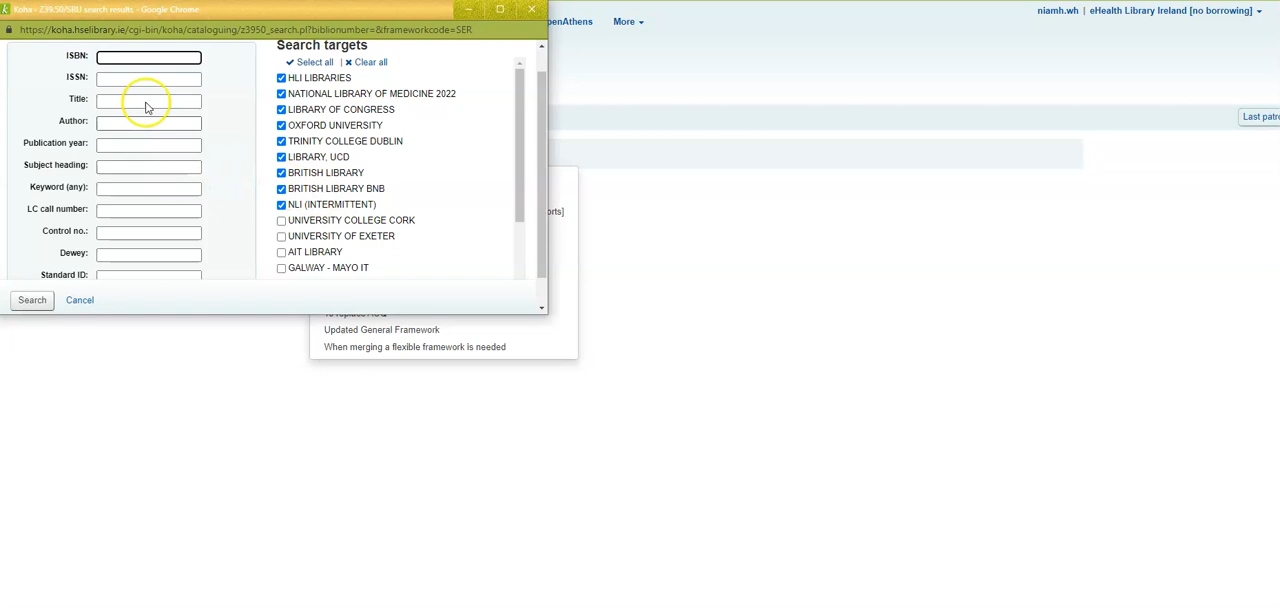 Koha › Z39.50/SRU search results. - Google Chrome
niamh.wh | eHealth Library Ireland [no borrowing]
https://koha.hselibrary.ie/cgi-bin/koha/cataloguing/z3950_search.pl?biblionumber=&frameworkcode=SER
penAthens More
Search targets
Select all | Clear all
ISBN:
ISSN:
Title:
Author:
Publication year:
Subject heading:
Keyword (any):
LC call number:
Control no.:
Dewey:
Standard ID:
HLI LIBRARIES
NATIONAL LIBRARY OF MEDICINE 2022
LIBRARY OF CONGRESS
OXFORD UNIVERSITY
TRINITY COLLEGE DUBLIN
LIBRARY, UCD
BRITISH LIBRARY
BRITISH LIBRARY BNB
NLI (INTERMITTENT)
UNIVERSITY COLLEGE CORK
UNIVERSITY OF EXETER
AIT LIBRARY
GALWAY - MAYO IT
Last patro
orts]
Search Cancel
Updated General Framework
When merging a flexible framework is needed